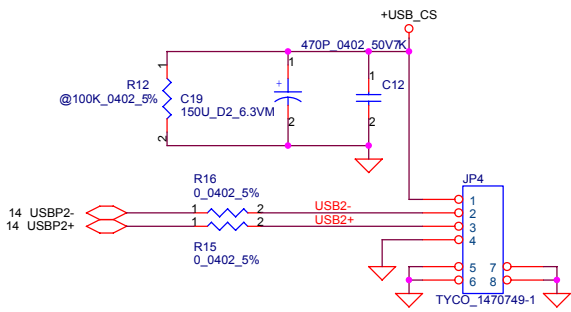 +USB_CS
470P_0402_50V7K
1
1
1
R12
@100K_0402_5%
C19
150U_D2_6.3VM
C12
2
2
2
R16
0_0402_5%
JP4
14 USBP2-
1
2
USB2-
14 USBP2+
1
2
USB2+
R15
0_0402_5%
1
2
3
4
5
7
6
8
TYCO_1470749-1